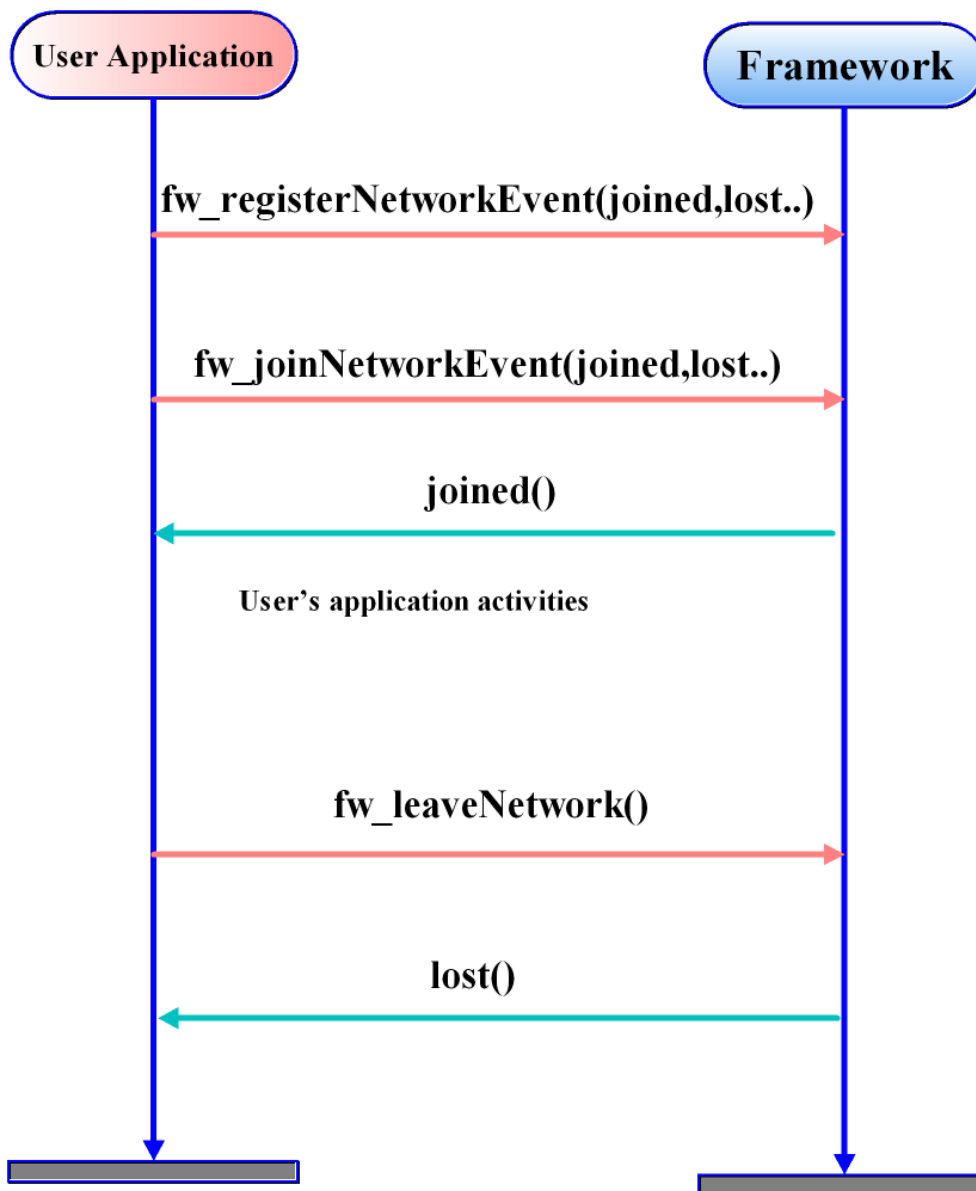 User Application
Framework
fw_registerNetworkEvent(joined,lost..)
fw_joinNetworkEvent(joined,lost..)
joined()
User’s application activities
fw_leaveNetwork()
lost()